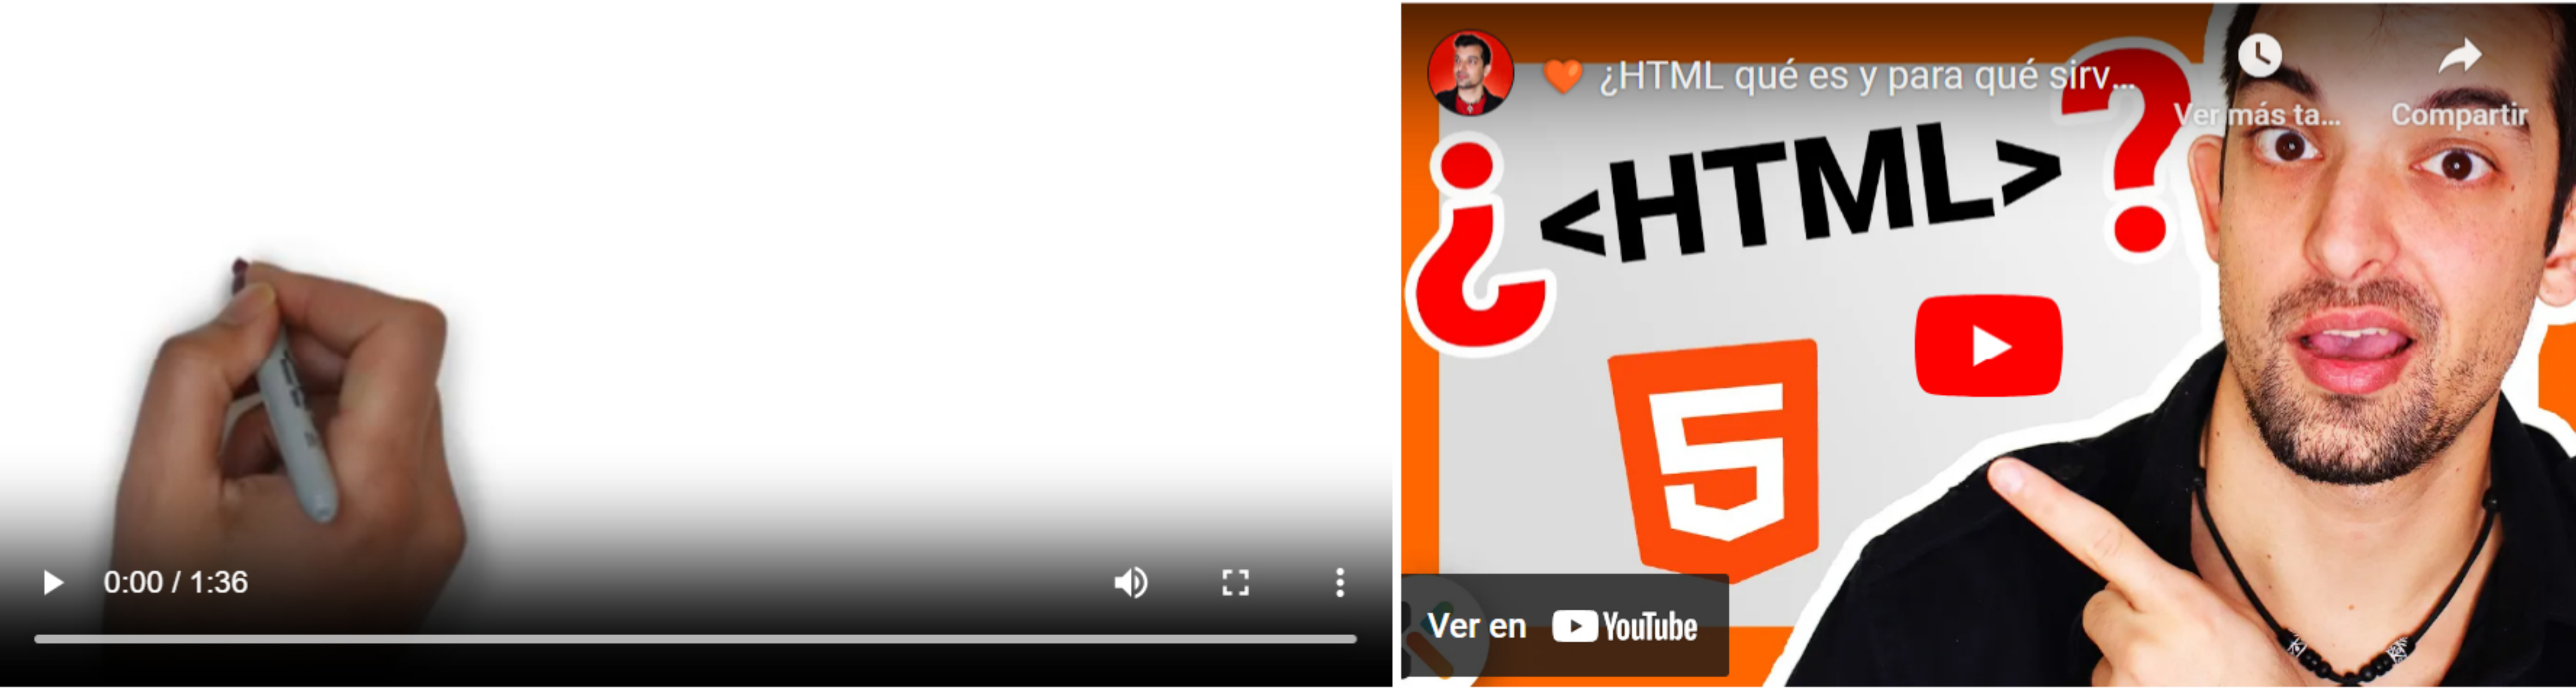 0:00 / 1:36
🧡 ¿HTML qué es y para qué sirv...
Ver más ta...
Compartir
¿<HTML>?
5
Ver en YouTube